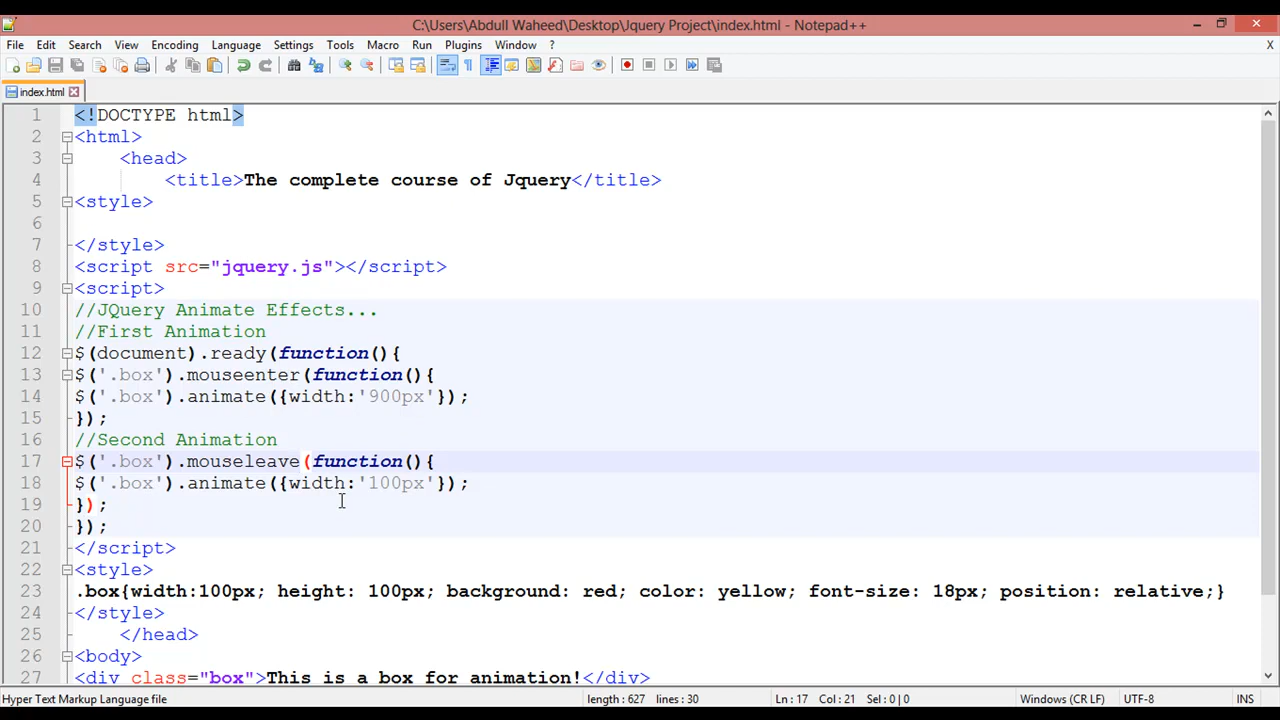 C:\Users\Abdull Waheed\Desktop\Jquery Project\index.html - Notepad++
File Edit Search View Encoding Language Settings Tools Macro Run Plugins Window ? X
index.html
1 <!DOCTYPE html>
2 <html>
3 <head>
4 <title>The complete course of Jquery</title>
5 <style>
6
7 </style>
8 <script src="jquery.js"></script>
9 <script>
10 //JQuery Animate Effects...
11 //First Animation
12 $(document).ready(function(){
13 $('.box').mouseenter(function(){
14 $('.box').animate({width:'900px'});
15 });
16 //Second Animation
17 $('.box').mouseleave(function(){
18 $('.box').animate({width:'100px'});
19 });
20 });
21 </script>
22 <style>
23 .box{width:100px; height: 100px; background: red; color: yellow; font-size: 18px; position: relative;}
24 </style>
25 </head>
26 <body>
27 <div class="box">This is a box for animation!</div>
Hyper Text Markup Language file length : 627 lines : 30 Ln : 17 Col : 21 Sel : 0 | 0 Windows (CR LF) UTF-8 INS